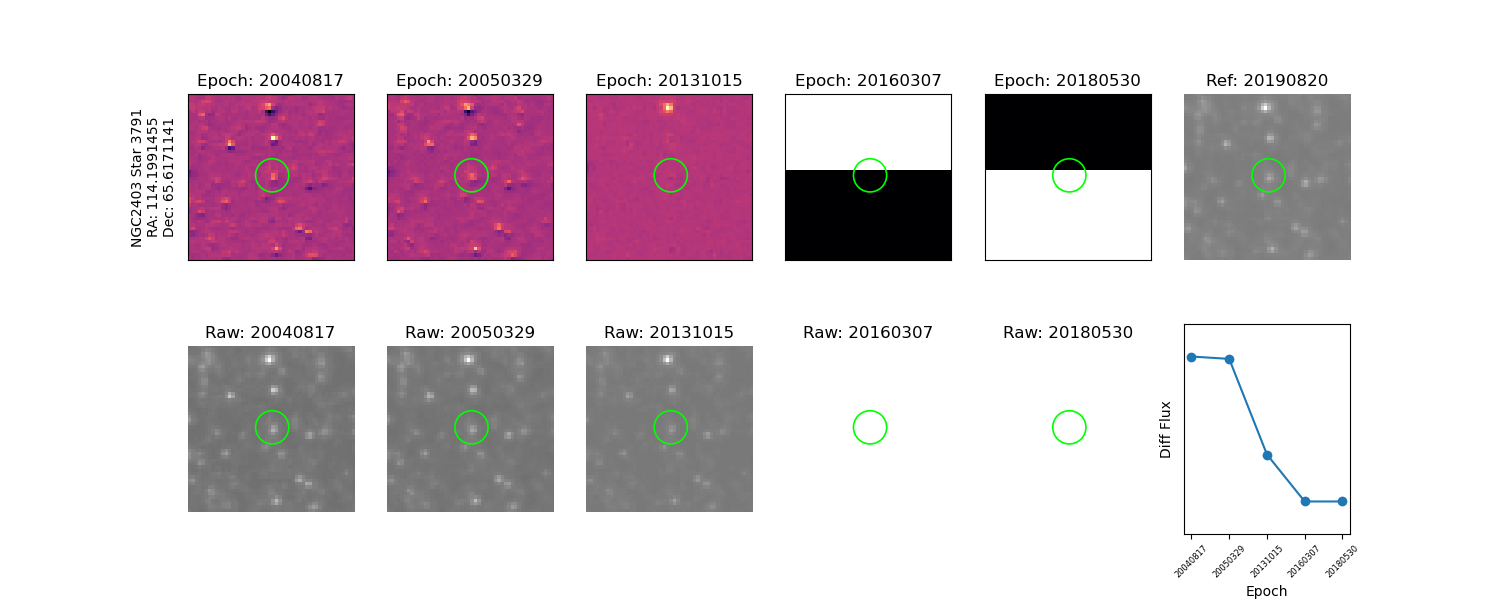 Epoch: 20040817
Epoch: 20050329
Epoch: 20131015
Epoch: 20160307
Epoch: 20180530
Ref: 20190820
NGC2403 Star 3791
RA: 114.1991455
Dec: 65.6171141
Raw: 20040817
Raw: 20050329
Raw: 20131015
Raw: 20160307
Raw: 20180530
Diff Flux
20040817
20050329
20131015
20160307
20180530
Epoch